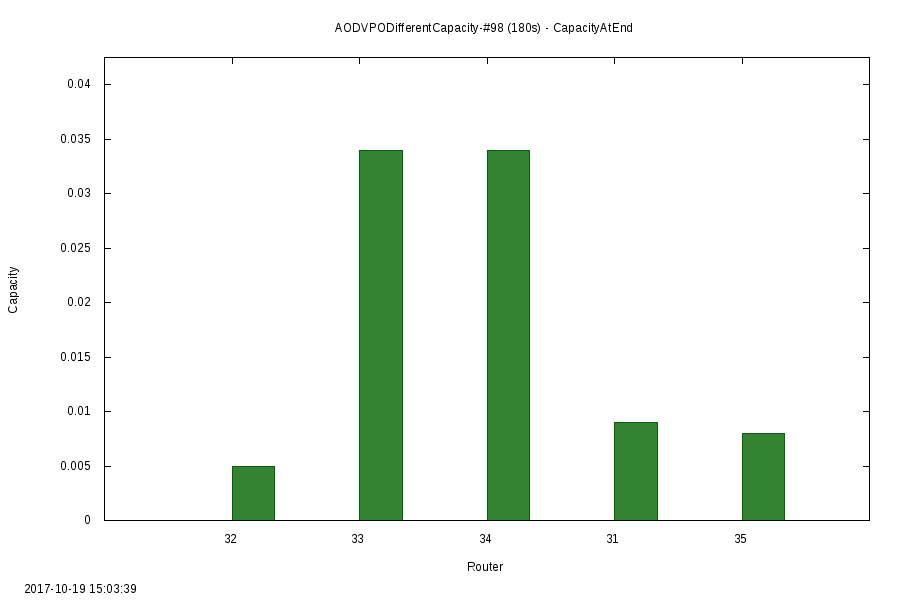 AODVPODifferentCapacity-#98 (180s) - CapacityAtEnd
0.04
0.035
0.03
0.025
0.02
0.015
0.01
0.005
0
Capacity
32 33 34 31 35
Router
2017-10-19 15:03:39